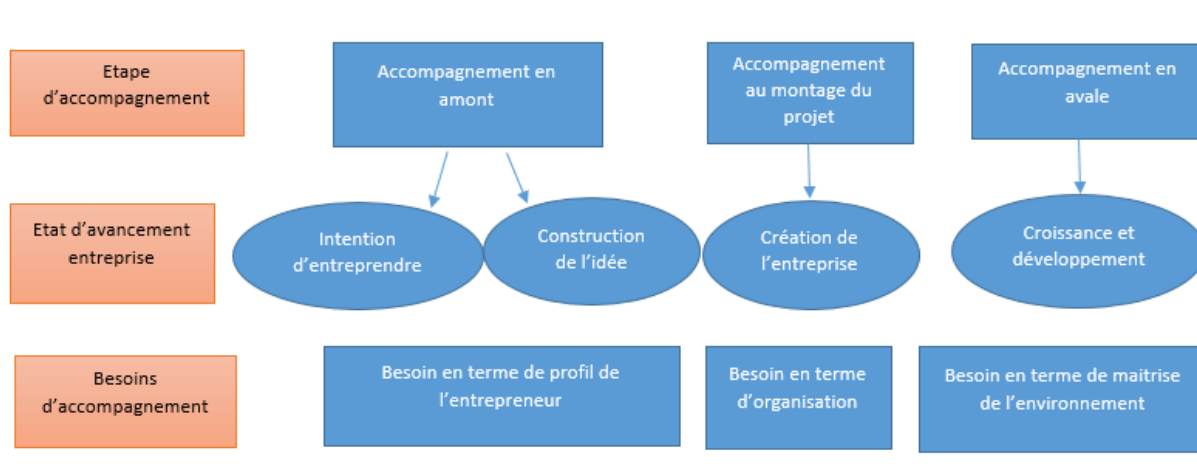 Etape
d’accompagnement
Accompagnement en
amont
Accompagnement
au montage du
projet
Accompagnement en
avale
Etat d’avancement
entreprise
Intention
d’entreprendre
Construction
de l’idée
Création de
l’entreprise
Croissance et
développement
Besoins
d’accompagnement
Besoin en terme de profil de
l’entrepreneur
Besoin en terme
d’organisation
Besoin en terme de maitrise
de l’environnement